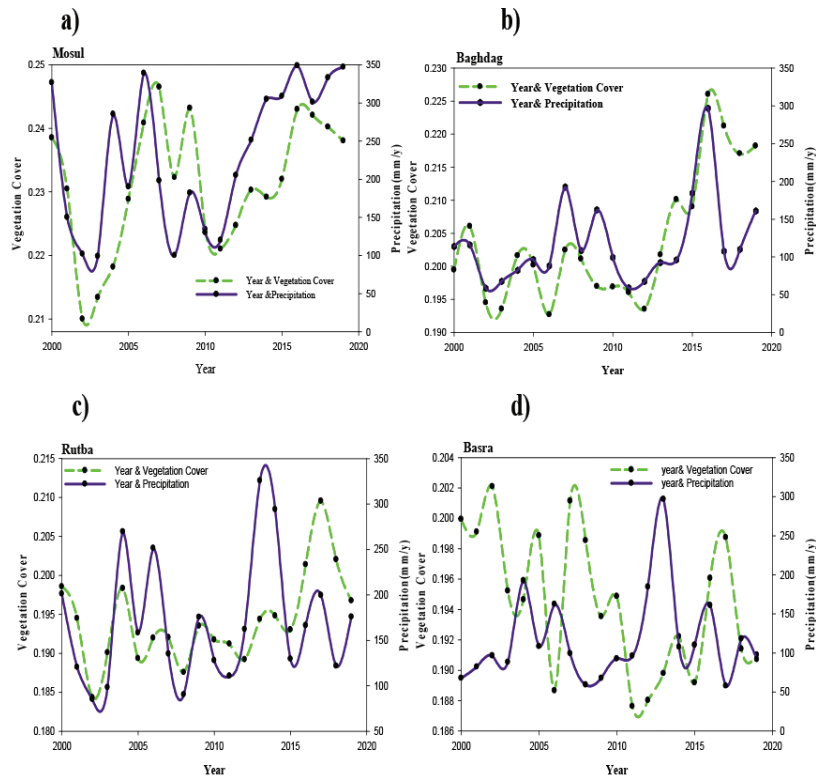 a)
Mosul
0.25
0.24
0.23
0.22
0.21
Vegetation Cover
350
300
250
200
150
100
50
0
Precipitation(mm/y)
Year & Vegetation Cover
Year &Precipitation
2000 2005 2010 2015 2020
Year
b)
Baghdag
0.230
0.225
0.220
0.215
0.210
0.205
0.200
0.195
0.190
Vegetation Cover
350
300
250
200
150
100
50
0
Precipitation(mm/y)
Year& Vegetation Cover
Year& Precipitation
2000 2005 2010 2015 2020
Year
c)
Rutba
0.215
0.210
0.205
0.200
0.195
0.190
0.185
0.180
Vegetation Cover
350
300
250
200
150
100
50
Precipitation(mm/y)
Year & Vegetation Cover
Year & Precipitation
2000 2005 2010 2015 2020
Year
d)
Basra
0.204
0.202
0.200
0.198
0.196
0.194
0.192
0.190
0.188
0.186
Vegetation Cover
350
300
250
200
150
100
50
0
Precipitation(mm/y)
year& Vegetation Cover
year& Precipitation
2000 2005 2010 2015 2020
Year